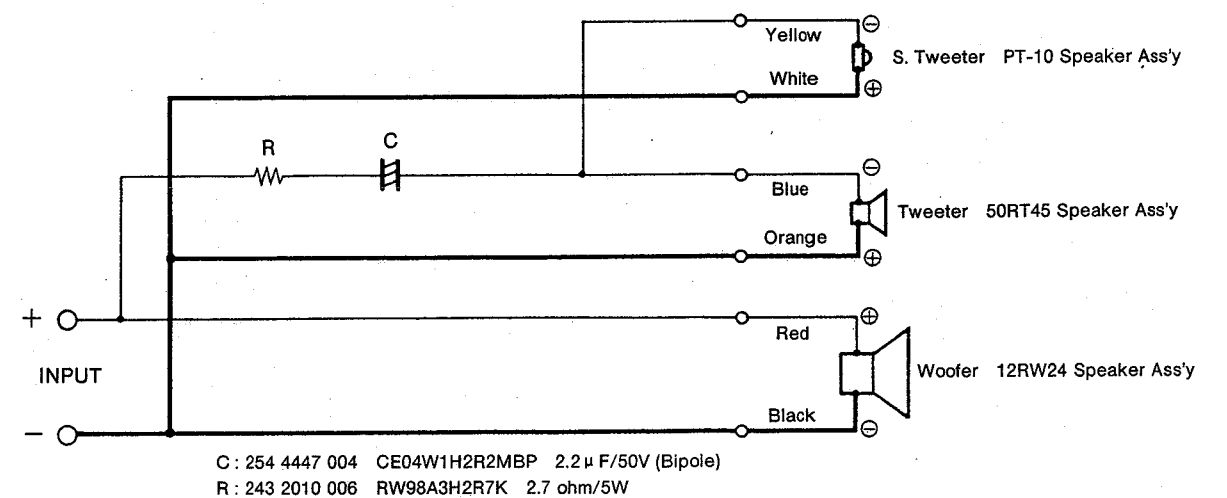 Yellow
⊖
S. Tweeter PT-10 Speaker Ass'y
White
⊕
R
C
⊖
Blue
Tweeter 50RT45 Speaker Ass'y
Orange
⊕
+
⊕
Red
INPUT
Woofer 12RW24 Speaker Ass'y
Black
−
⊖
C : 254 4447 004 CE04W1H2R2MBP 2.2 μ F/50V (Bipole)
R : 243 2010 006 RW98A3H2R7K 2.7 ohm/5W